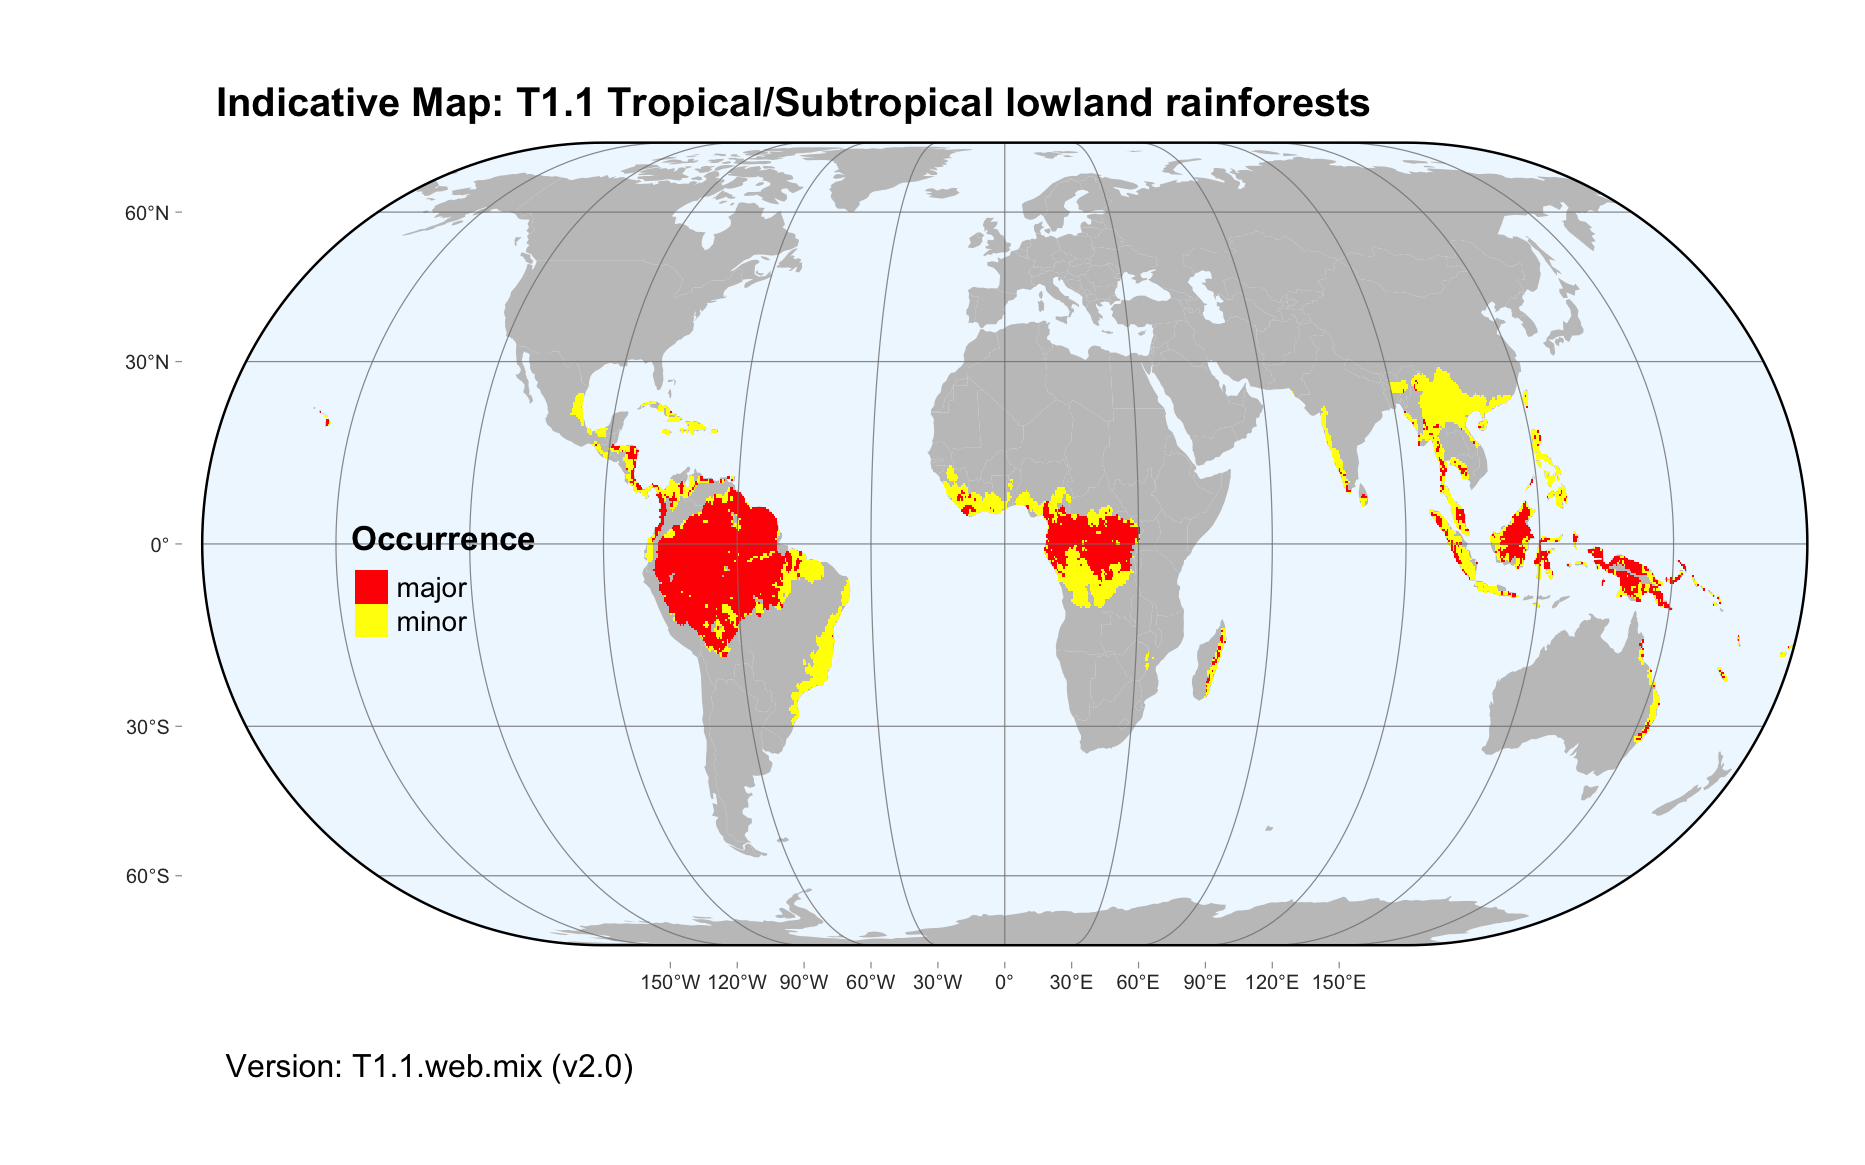 Indicative Map: T1.1 Tropical/Subtropical lowland rainforests
60°N
30°N
0°
30°S
60°S
Occurrence
major
minor
150°W 120°W 90°W 60°W 30°W 0° 30°E 60°E 90°E 120°E 150°E
Version: T1.1.web.mix (v2.0)